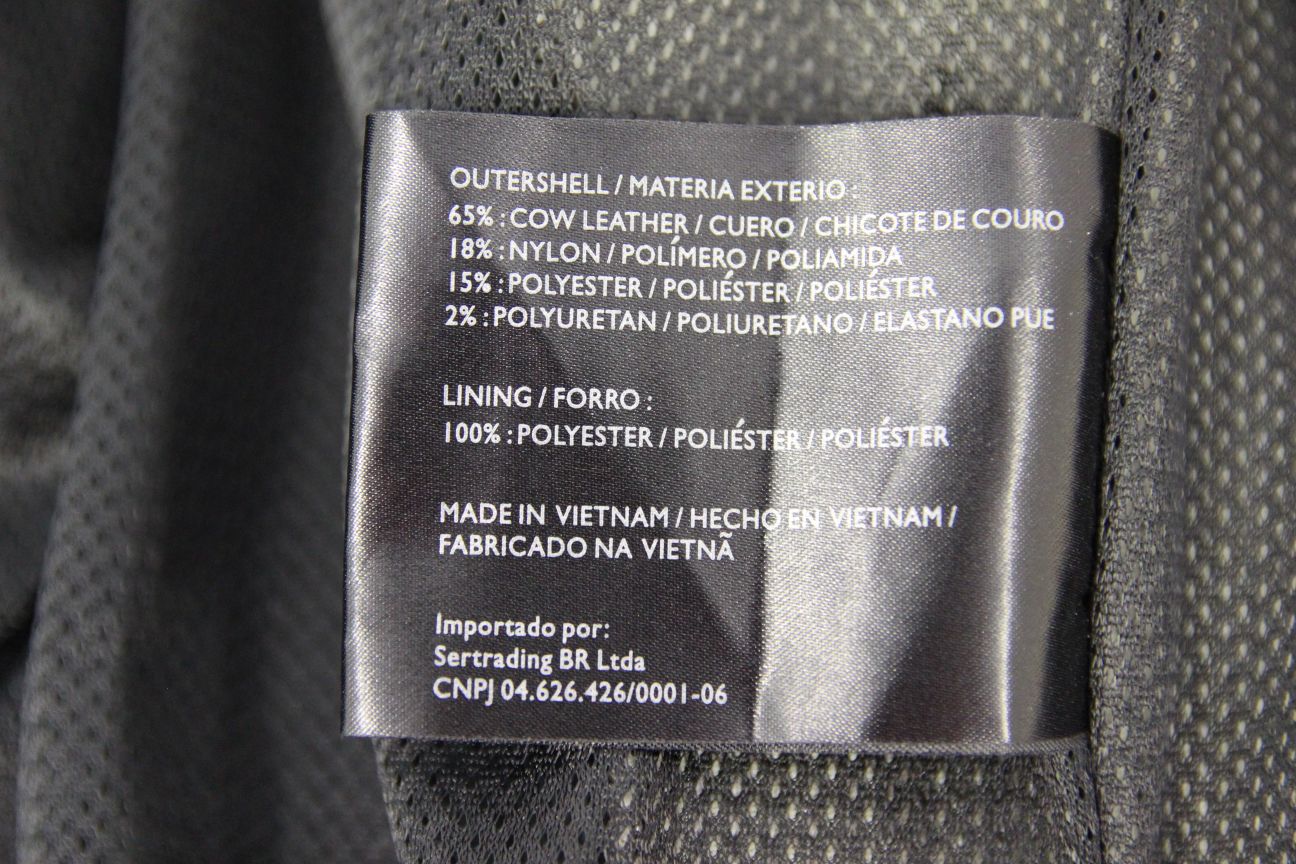 OUTERSHELL / MATERIA EXTERIO :
65% : COW LEATHER / CUERO / CHICOTE DE COURO
18% : NYLON / POLÍMERO / POLIAMIDA
15% : POLYESTER / POLIÉSTER / POLIÉSTER
2% : POLYURETAN / POLIURETANO / ELASTANO PUE
LINING / FORRO :
100% : POLYESTER / POLIÉSTER / POLIÉSTER
MADE IN VIETNAM / HECHO EN VIETNAM /
FABRICADO NA VIETNÃ
Importado por:
Sertrading BR Ltda
CNPJ 04.626.426/0001-06